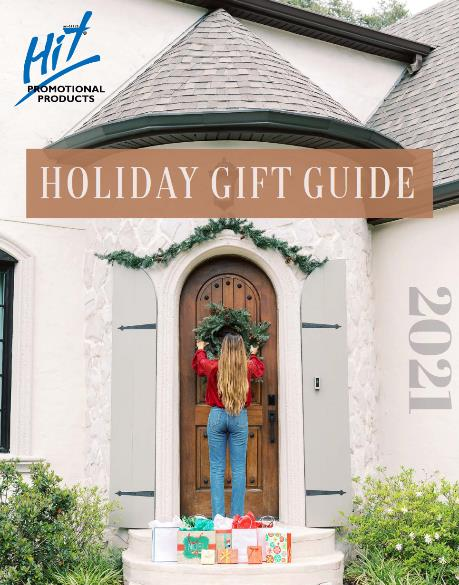 Hit
PROMOTIONAL
PRODUCTS
HOLIDAY GIFT GUIDE
2021